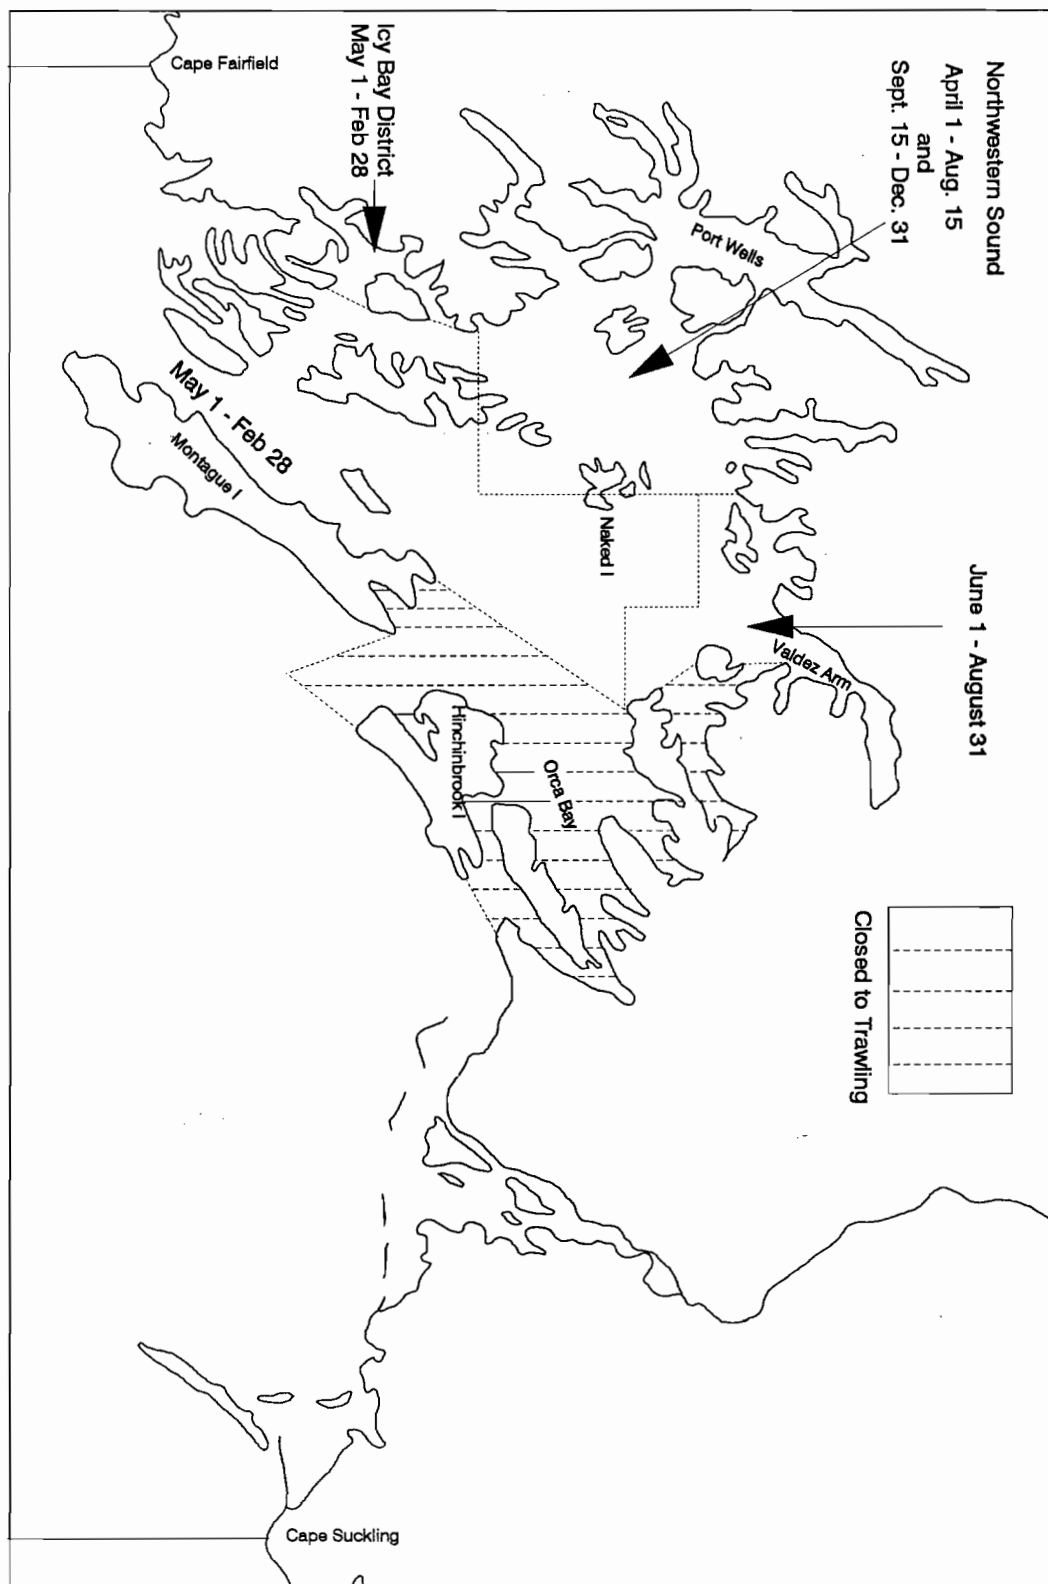 Northwestern Sound
April 1 - Aug. 15
and
Sept. 15 - Dec. 31
Icy Bay District
May 1 - Feb 28
Cape Fairfield
Port Wells
May 1 - Feb 28
Montague I
Naked I
June 1 - August 31
Valdez Arm
Hinchinbrook I
Orca Bay
Closed to Trawling
Cape Suckling